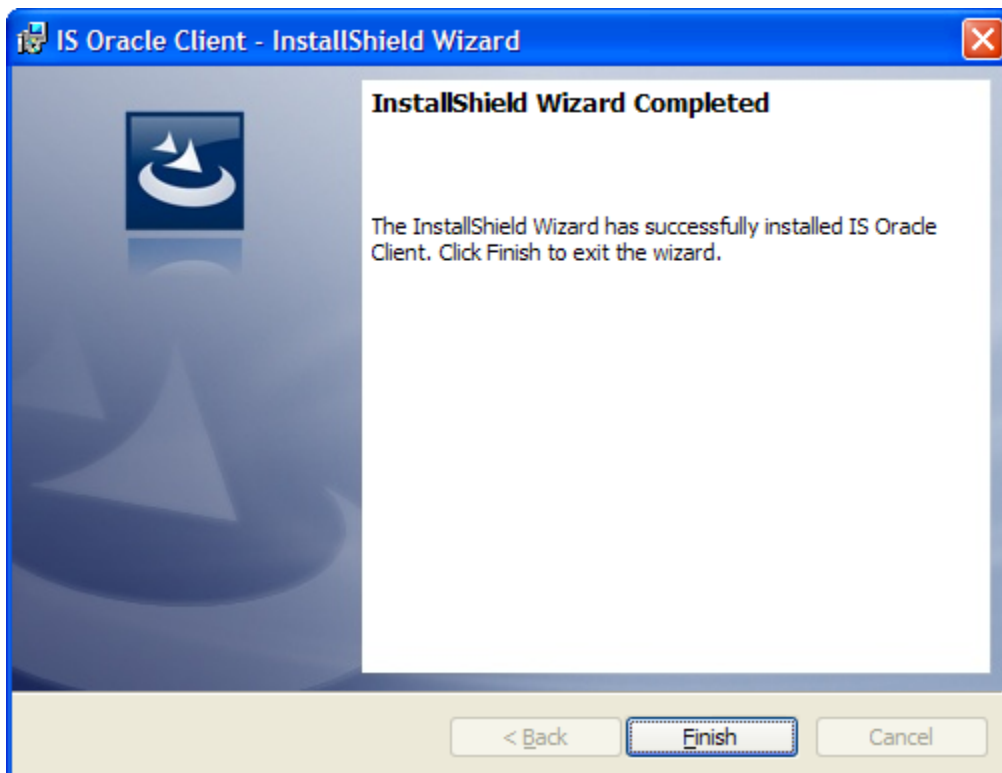 IS Oracle Client - InstallShield Wizard
InstallShield Wizard Completed
The InstallShield Wizard has successfully installed IS Oracle
Client. Click Finish to exit the wizard.
< Back
Finish
Cancel